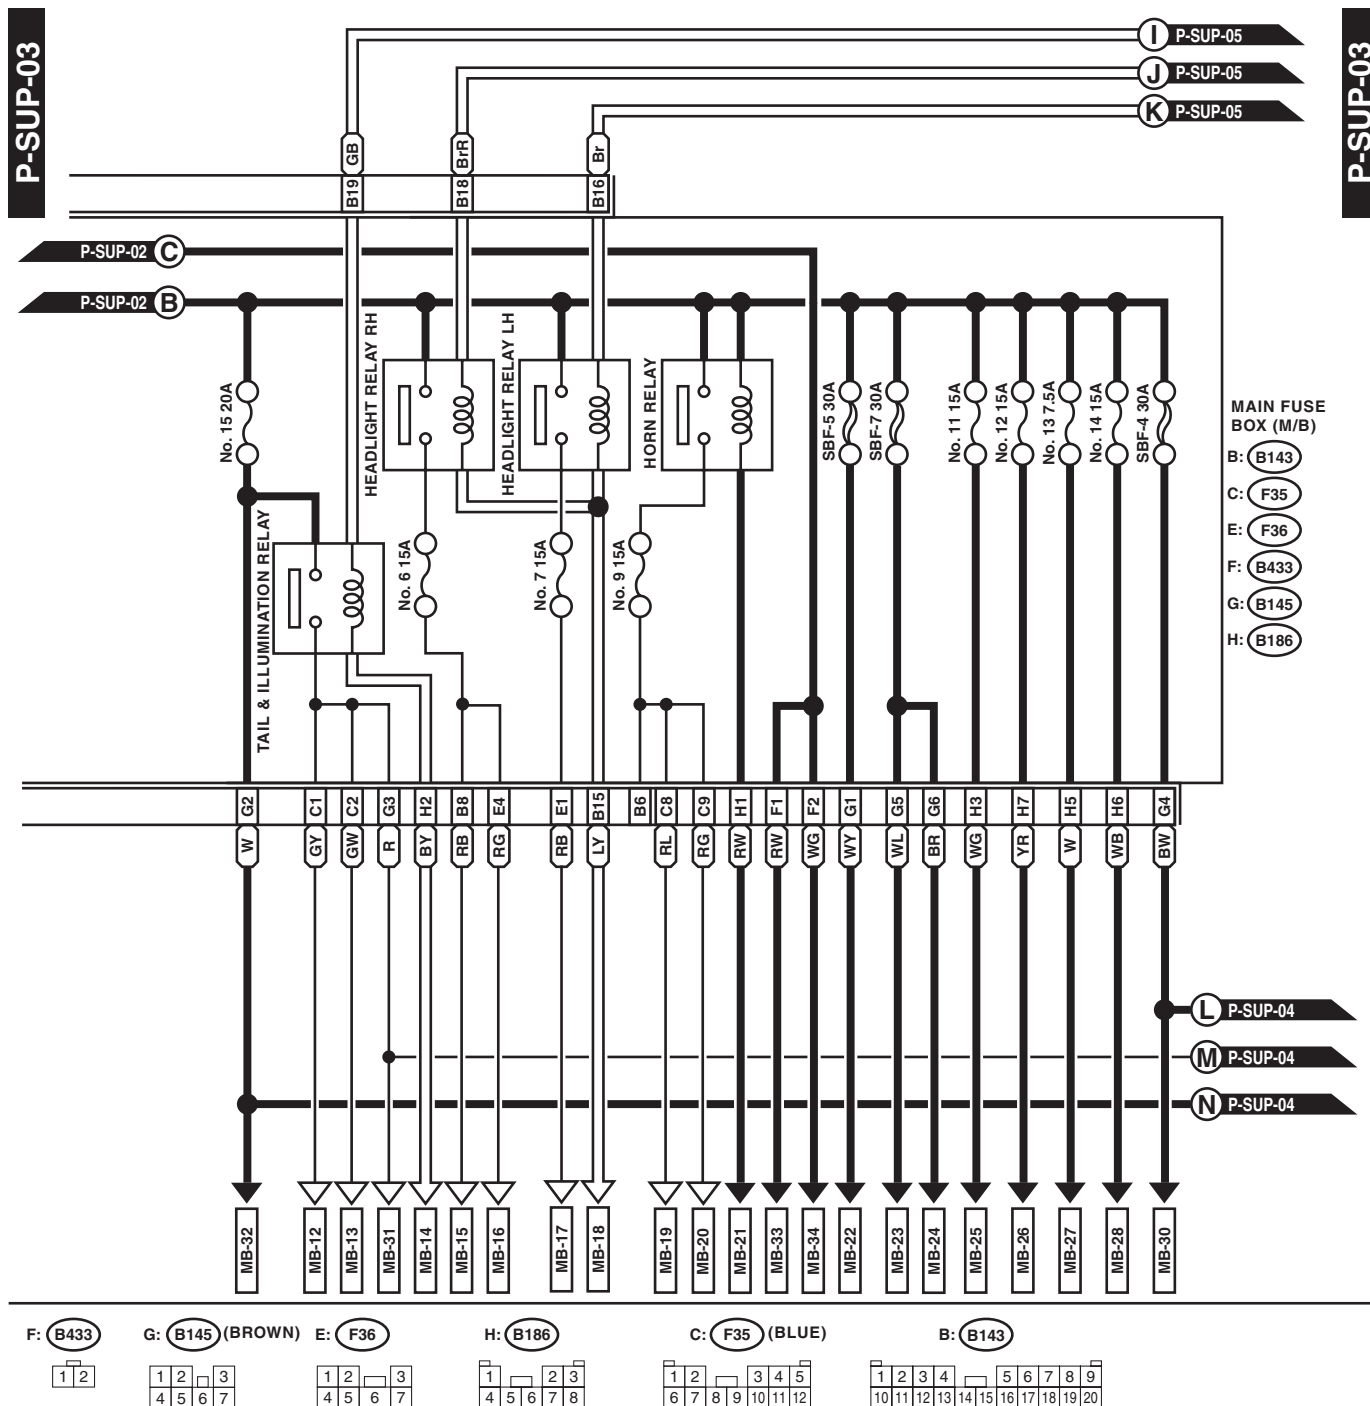 P-SUP-03
P-SUP-03
I P-SUP-05
J P-SUP-05
K P-SUP-05
GB BrR Br
B19 B18 B16
P-SUP-02 C
P-SUP-02 B
No. 15 20A
HEADLIGHT RELAY RH
HEADLIGHT RELAY LH
HORN RELAY
SBF-5 30A
SBF-7 30A
No. 11 15A
No. 12 15A
No. 13 7.5A
No. 14 15A
SBF-4 30A
MAIN FUSE
BOX (M/B)
B: B143
C: F35
E: F36
F: B433
G: B145
H: B186
TAIL & ILLUMINATION RELAY
No. 6 15A
No. 7 15A
No. 9 15A
G2 C1 C2 G3 H2 B8 E4 E1 B15 B6 C8 C9 H1 F1 F2 G1 G5 G6 H3 H7 H5 H6 G4
W GY GW R BY RB RG RB LY RL RG RW RW WG WY WL BR WG YR W WB BW
L P-SUP-04
M P-SUP-04
N P-SUP-04
MB-32 MB-12 MB-13 MB-31 MB-14 MB-15 MB-16 MB-17 MB-18 MB-19 MB-20 MB-21 MB-33 MB-34 MB-22 MB-23 MB-24 MB-25 MB-26 MB-27 MB-28 MB-30
F: B433 G: B145 (BROWN) E: F36 H: B186 C: F35 (BLUE) B: B143
1 2 1 2 3 1 2 3 1 2 3 1 2 3 4 5 1 2 3 4 5 6 7 8 9
4 5 6 7 4 5 6 7 4 5 6 7 8 6 7 8 9 10 11 12 10 11 12 13 14 15 16 17 18 19 20